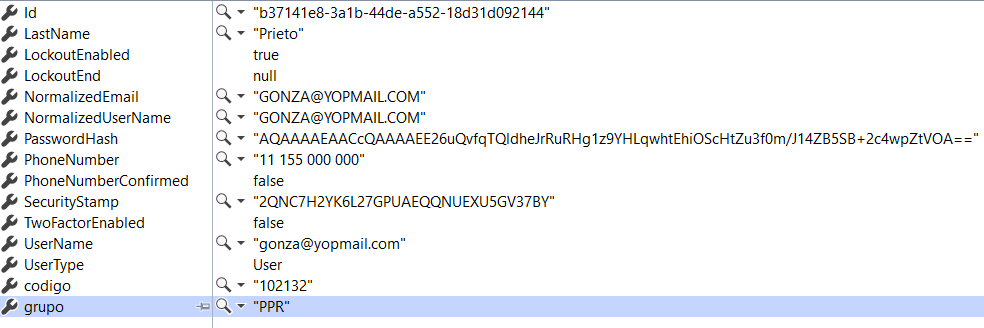 Id "b37141e8-3a1b-44de-a552-18d31d092144"
LastName "Prieto"
LockoutEnabled true
LockoutEnd null
NormalizedEmail "GONZA@YOPMAIL.COM"
NormalizedUserName "GONZA@YOPMAIL.COM"
PasswordHash "AQAAAAEAACcQAAAAEE26uQvfqTQldheJrRuRHg1z9YHLqwhtEhiOScHtZu3f0m/J14ZB5SB+2c4wpZtVOA=="
PhoneNumber "11 155 000 000"
PhoneNumberConfirmed false
SecurityStamp "2QNC7H2YK6L27GPUAEQQNUEXU5GV37BY"
TwoFactorEnabled false
UserName "gonza@yopmail.com"
UserType User
codigo "102132"
grupo "PPR"